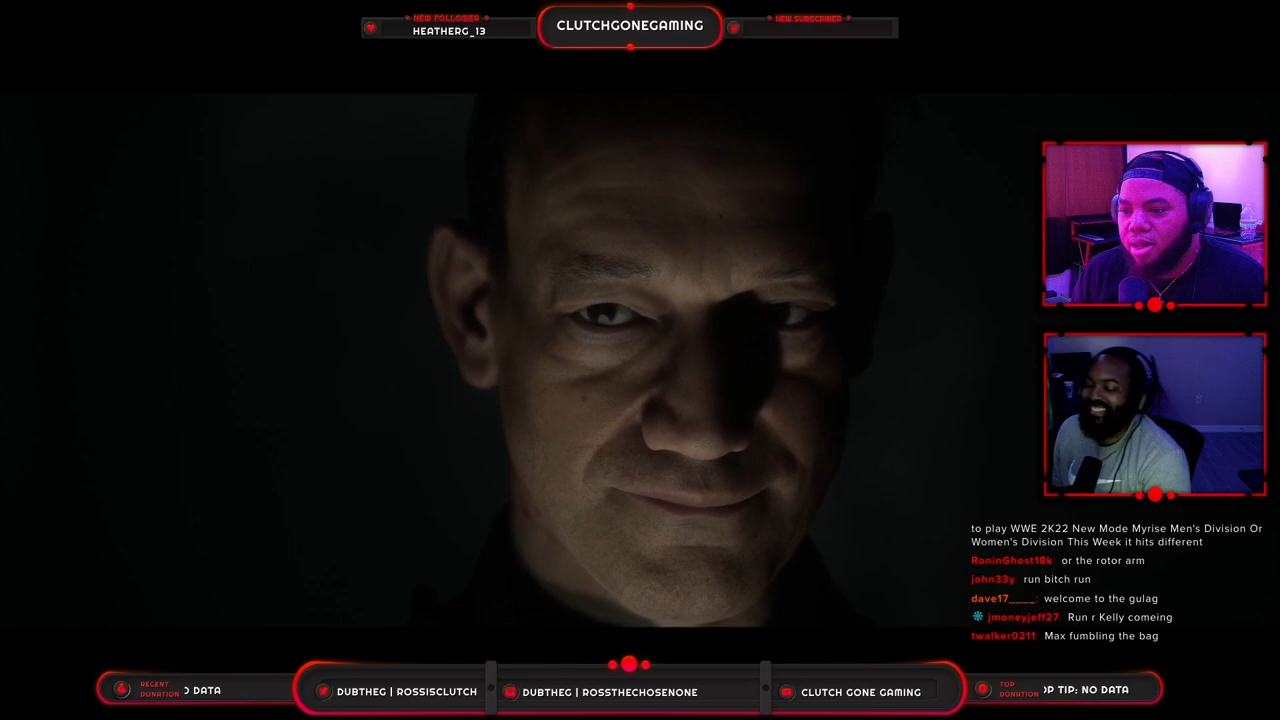 NEW FOLLOWER
HEATHERG_13
CLUTCHGONEGAMING
NEW SUBSCRIBER
to play WWE 2K22 New Mode Myrise Men's Division Or
Women's Division This Week it hits different
RoninGhost18k: or the rotor arm
john33y: run bitch run
dave17____: welcome to the gulag
jmoneyjeff27: Run r Kelly comeing
twalker0211: Max fumbling the bag
RECENT
DONATION
DATA
DUBTHEG | ROSSISCLUTCH
DUBTHEG | ROSSTHECHOSENONE
CLUTCH GONE GAMING
TOP
DONATION
OP TIP: NO DATA